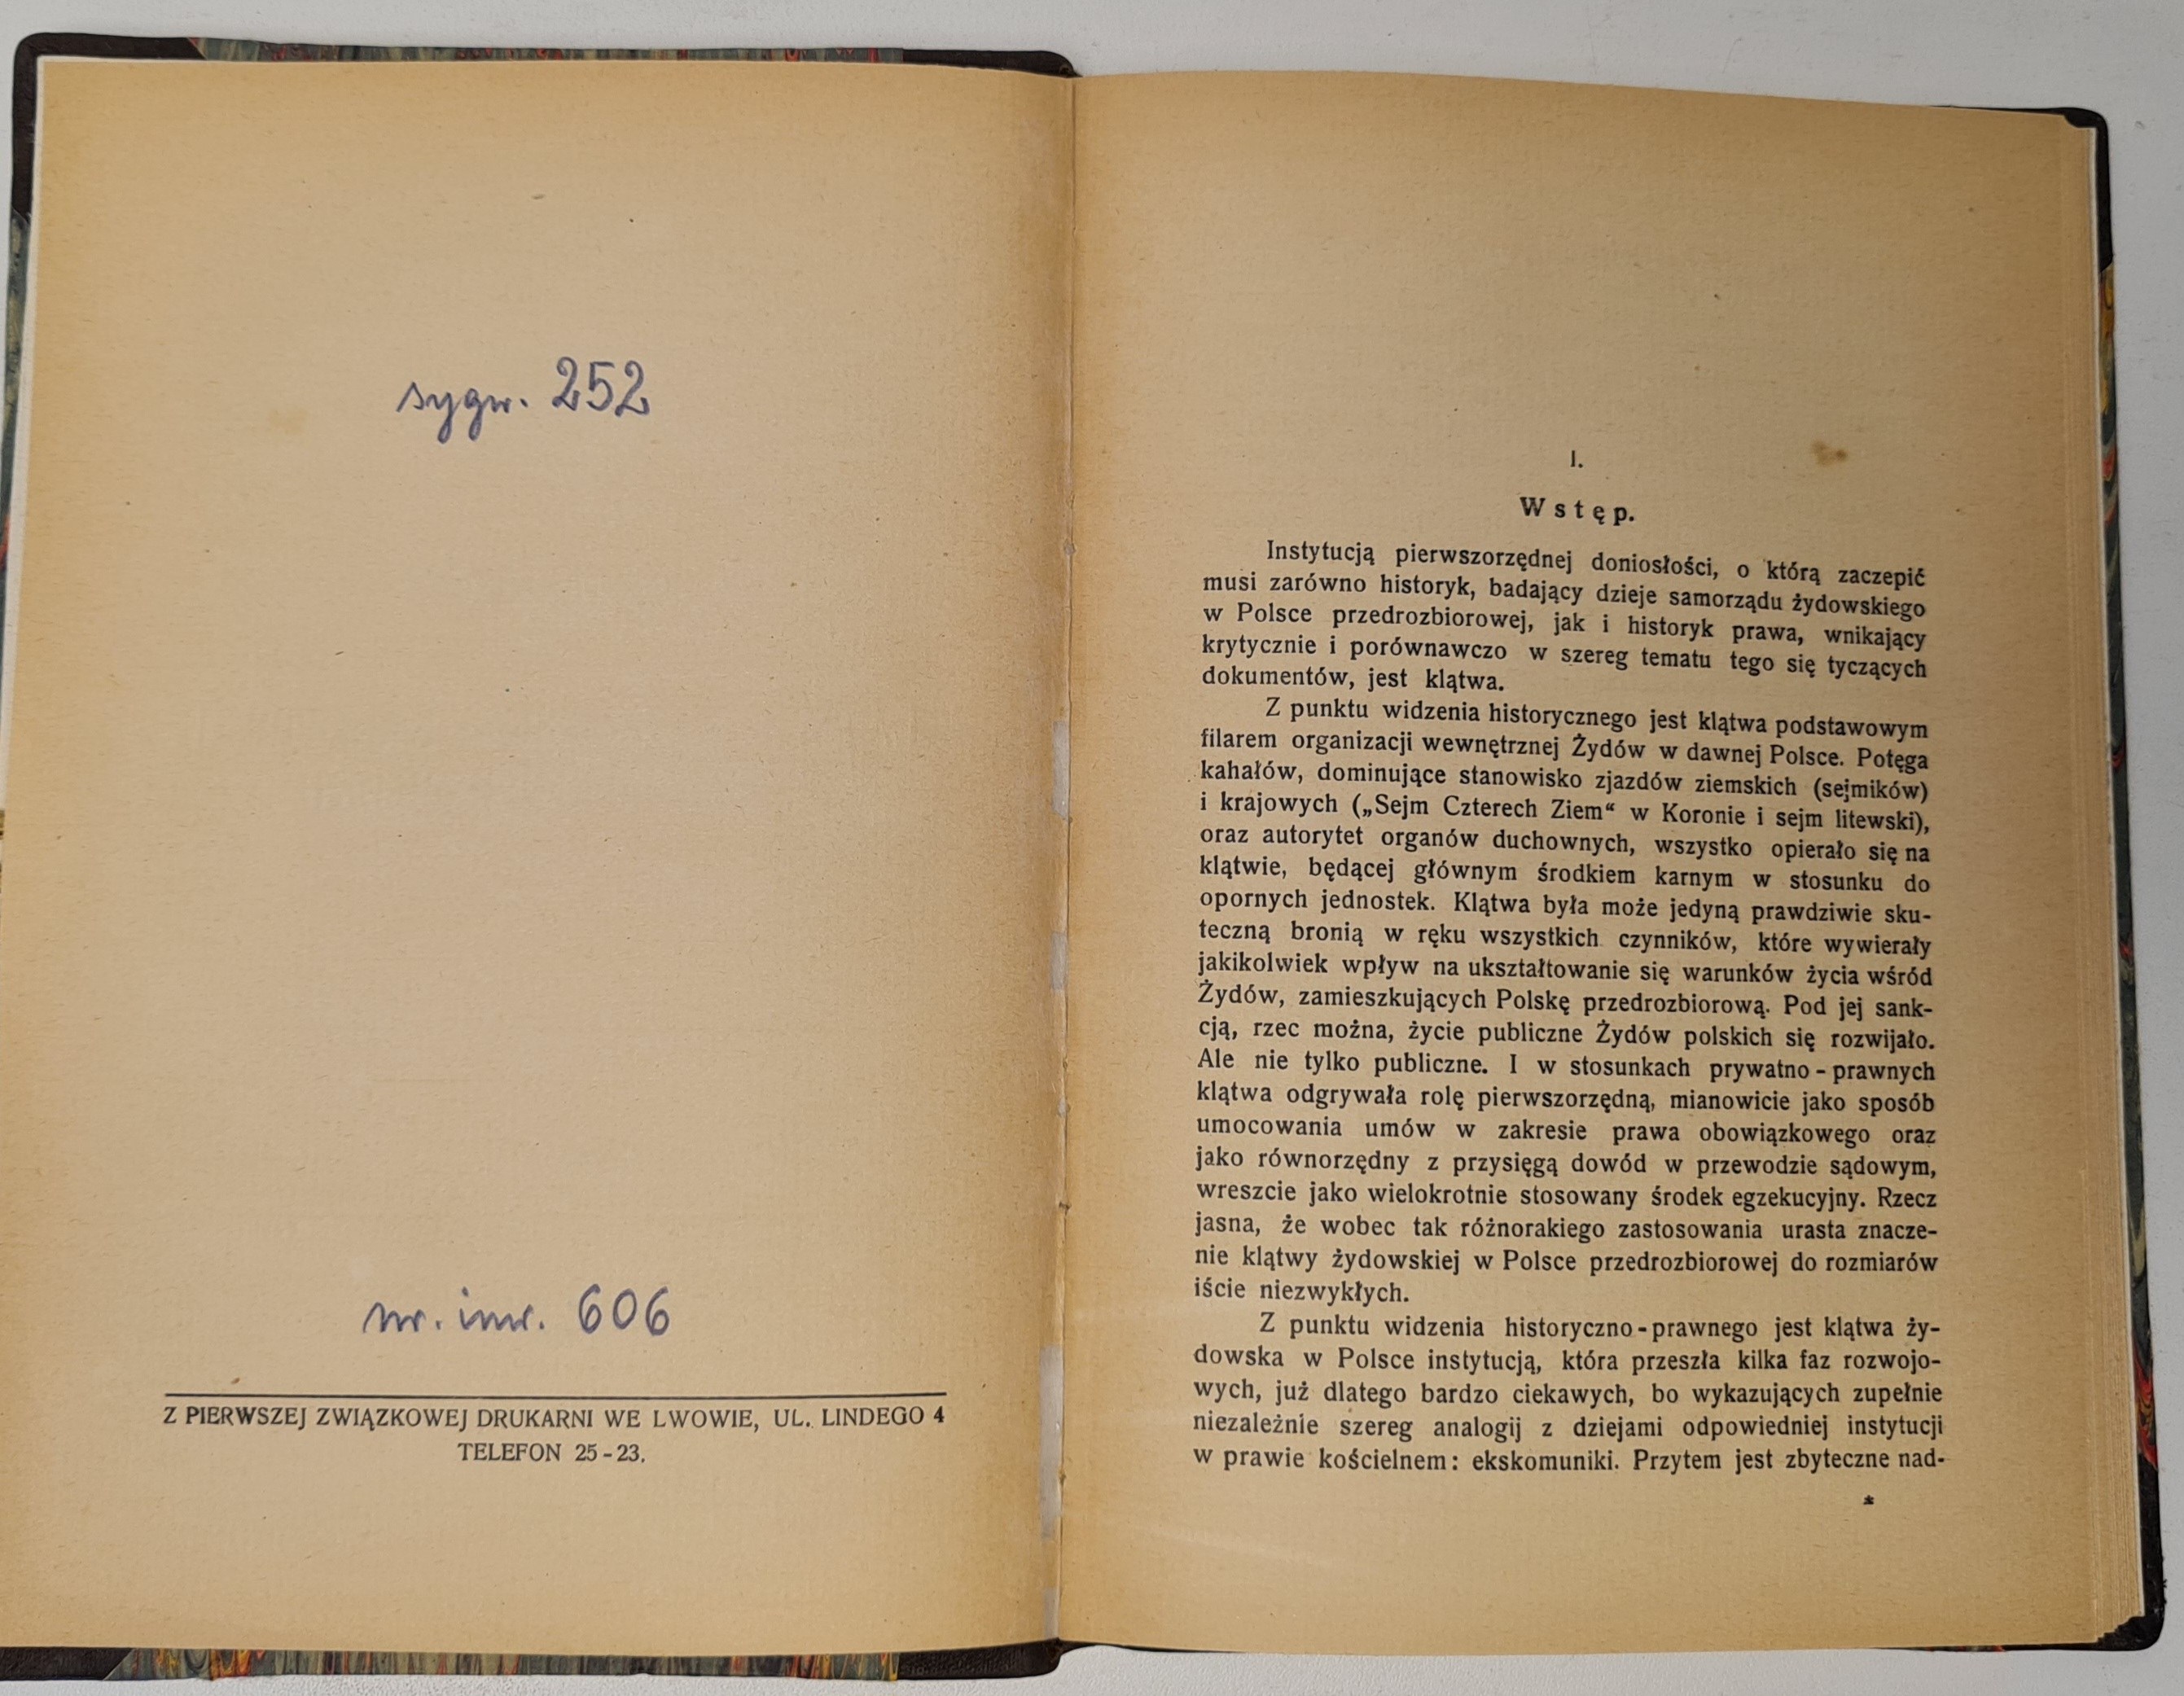 sygn. 252
nr. inw. 606
Z PIERWSZEJ ZWIĄZKOWEJ DRUKARNI WE LWOWIE, UL. LINDEGO 4
TELEFON 25-23.
I.
Wstęp.
Instytucją pierwszorzędnej doniosłości, o którą zaczepić
musi zarówno historyk, badający dzieje samorządu żydowskiego
w Polsce przedrozbiorowej, jak i historyk prawa, wnikający
krytycznie i porównawczo w szereg tematu tego się tyczących
dokumentów, jest klątwa.
Z punktu widzenia historycznego jest klątwa podstawowym
filarem organizacji wewnętrznej Żydów w dawnej Polsce. Potęga
kahałów, dominujące stanowisko zjazdów ziemskich (sejmików)
i krajowych („Sejm Czterech Ziem“ w Koronie i sejm litewski),
oraz autorytet organów duchownych, wszystko opierało się na
klątwie, będącej głównym środkiem karnym w stosunku do
opornych jednostek. Klątwa była może jedyną prawdziwie sku-
teczną bronią w ręku wszystkich czynników, które wywierały
jakikolwiek wpływ na ukształtowanie się warunków życia wśród
Żydów, zamieszkujących Polskę przedrozbiorową. Pod jej sank-
cją, rzec można, życie publiczne Żydów polskich się rozwijało.
Ale nie tylko publiczne. I w stosunkach prywatno-prawnych
klątwa odgrywała rolę pierwszorzędną, mianowicie jako sposób
umocowania umów w zakresie prawa obowiązkowego oraz
jako równorzędny z przysięgą dowód w przewodzie sądowym,
wreszcie jako wielokrotnie stosowany środek egzekucyjny. Rzecz
jasna, że wobec tak różnorakiego zastosowania urasta znacze-
nie klątwy żydowskiej w Polsce przedrozbiorowej do rozmiarów
iście niezwykłych.
Z punktu widzenia historyczno-prawnego jest klątwa ży-
dowska w Polsce instytucją, która przeszła kilka faz rozwojo-
wych, już dlatego bardzo ciekawych, bo wykazujących zupełnie
niezależnie szereg analogij z dziejami odpowiedniej instytucji
w prawie kościelnem: ekskomuniki. Przytem jest zbyteczne nad-
*